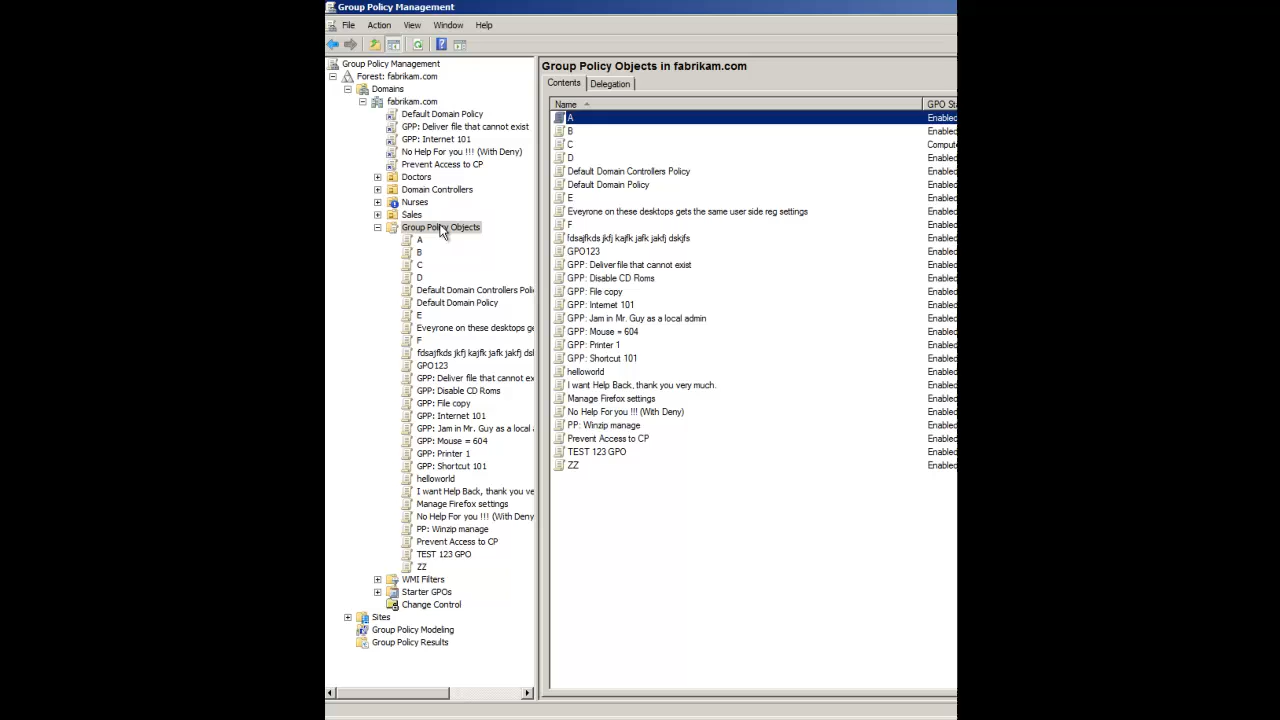 Group Policy Management
File Action View Window Help
Group Policy Management
Forest: fabrikam.com
Domains
fabrikam.com
Default Domain Policy
GPP: Deliver file that cannot exist
GPP: Internet 101
No Help For you !!! (With Deny)
Prevent Access to CP
Doctors
Domain Controllers
Nurses
Sales
Group Policy Objects
A
B
C
D
Default Domain Controllers Poli
Default Domain Policy
E
Eveyrone on these desktops ge
F
fdsajfkds jkfj kajfk jafk jakfj dsk
GPO123
GPP: Deliver file that cannot ex
GPP: Disable CD Roms
GPP: File copy
GPP: Internet 101
GPP: Jam in Mr. Guy as a local
GPP: Mouse = 604
GPP: Printer 1
GPP: Shortcut 101
helloworld
I want Help Back, thank you ve
Manage Firefox settings
No Help For you !!! (With Deny
PP: Winzip manage
Prevent Access to CP
TEST 123 GPO
ZZ
WMI Filters
Starter GPOs
Change Control
Sites
Group Policy Modeling
Group Policy Results
Group Policy Objects in fabrikam.com
Contents Delegation
Name GPO Sta
A Enabled
B Enabled
C Compute
D Enabled
Default Domain Controllers Policy Enabled
Default Domain Policy Enabled
E Enabled
Eveyrone on these desktops gets the same user side reg settings Enabled
F Enabled
fdsajfkds jkfj kajfk jafk jakfj dskjfs Enabled
GPO123 Enabled
GPP: Deliver file that cannot exist Enabled
GPP: Disable CD Roms Enabled
GPP: File copy Enabled
GPP: Internet 101 Enabled
GPP: Jam in Mr. Guy as a local admin Enabled
GPP: Mouse = 604 Enabled
GPP: Printer 1 Enabled
GPP: Shortcut 101 Enabled
helloworld Enabled
I want Help Back, thank you very much. Enabled
Manage Firefox settings Enabled
No Help For you !!! (With Deny) Enabled
PP: Winzip manage Enabled
Prevent Access to CP Enabled
TEST 123 GPO Enabled
ZZ Enabled